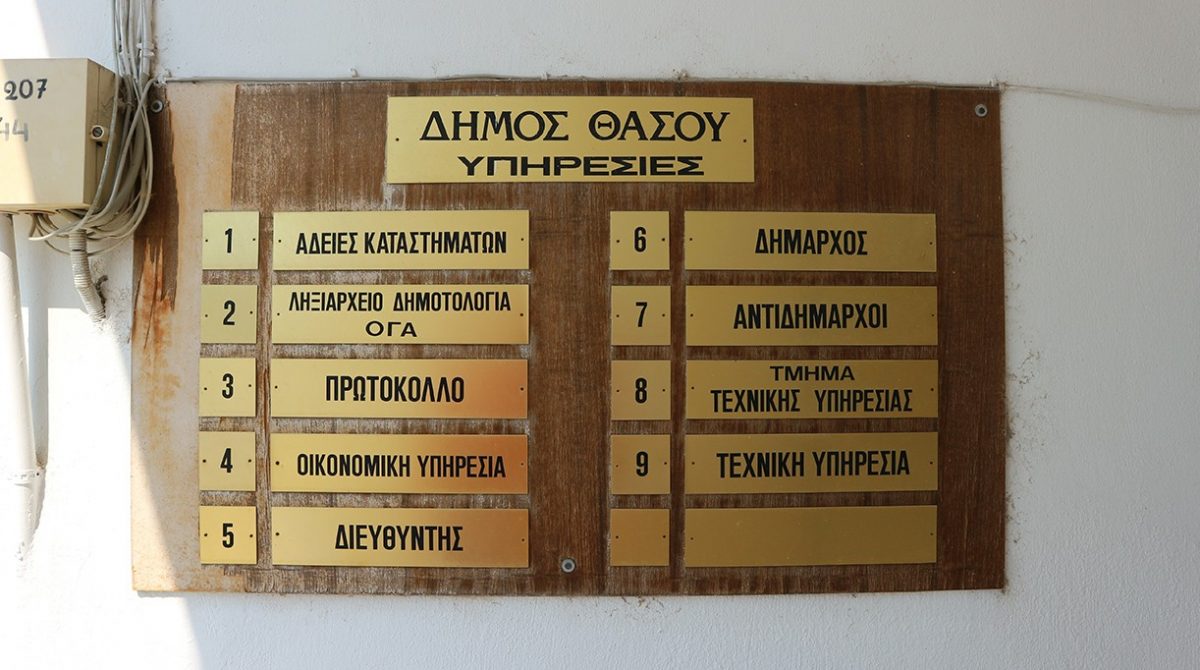 207
44
ΔΗΜΟΣ ΘΑΣΟΥ
ΥΠΗΡΕΣΙΕΣ
1 ΑΔΕΙΕΣ ΚΑΤΑΣΤΗΜΑΤΩΝ
2 ΛΗΞΙΑΡΧΕΙΟ ΔΗΜΟΤΟΛΟΓΙΑ
ΟΓΑ
3 ΠΡΩΤΟΚΟΛΛΟ
4 ΟΙΚΟΝΟΜΙΚΗ ΥΠΗΡΕΣΙΑ
5 ΔΙΕΥΘΥΝΤΗΣ
6 ΔΗΜΑΡΧΟΣ
7 ΑΝΤΙΔΗΜΑΡΧΟΙ
8 ΤΜΗΜΑ
ΤΕΧΝΙΚΗΣ ΥΠΗΡΕΣΙΑΣ
9 ΤΕΧΝΙΚΗ ΥΠΗΡΕΣΙΑ